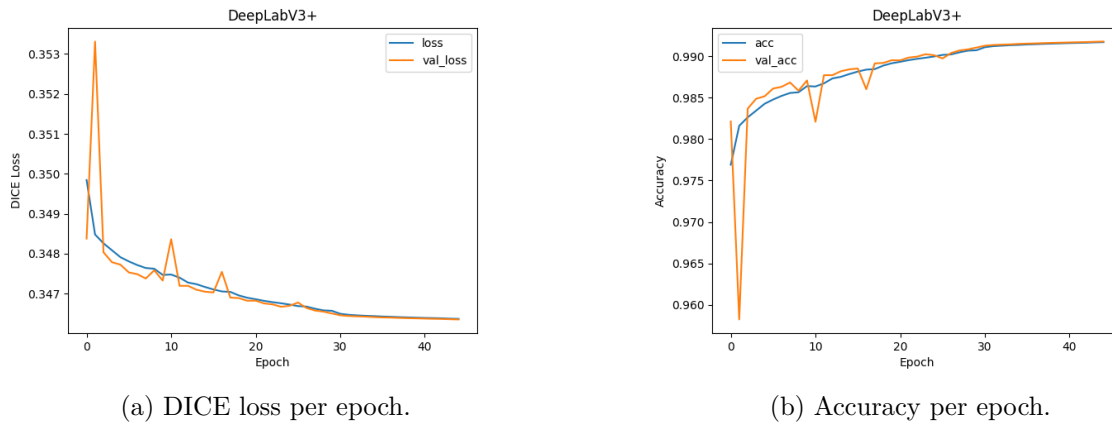 DeepLabV3+
loss
val_loss
0.353
0.352
0.351
0.350
0.349
0.348
0.347
DICE Loss
0 10 20 30 40
Epoch
(a) DICE loss per epoch.
DeepLabV3+
acc
val_acc
0.990
0.985
0.980
0.975
0.970
0.965
0.960
Accuracy
0 10 20 30 40
Epoch
(b) Accuracy per epoch.